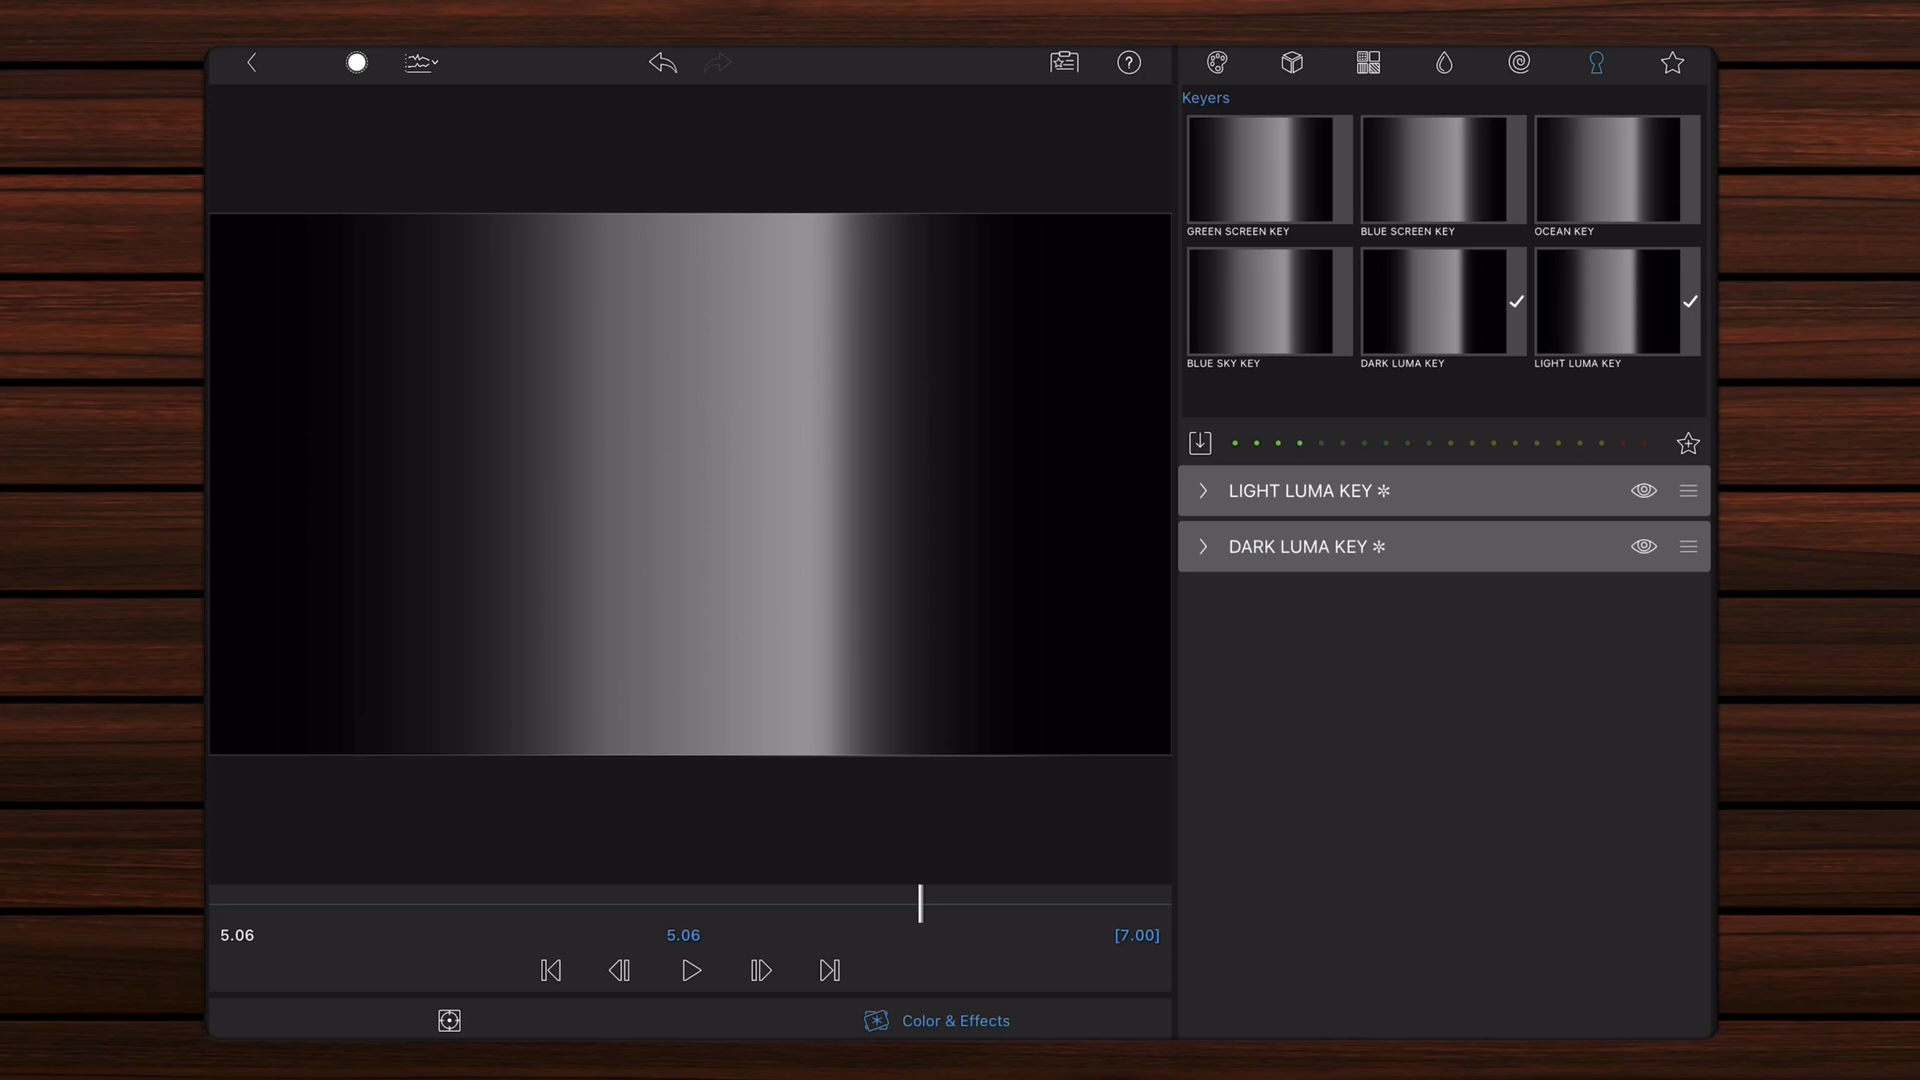 Keyers
GREEN SCREEN KEY
BLUE SCREEN KEY
OCEAN KEY
BLUE SKY KEY
DARK LUMA KEY
LIGHT LUMA KEY
LIGHT LUMA KEY ✲
DARK LUMA KEY ✲
5.06
5.06
[7.00]
Color & Effects